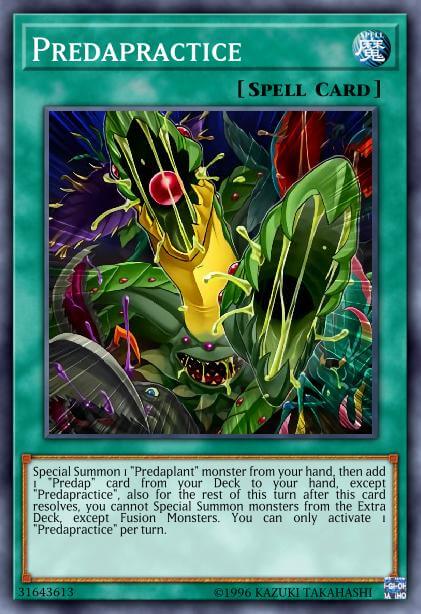 PREDAPRACTICE
SPELL
魔
[SPELL CARD]
Special Summon 1 "Predaplant" monster from your hand, then add
1 "Predap" card from your Deck to your hand, except
"Predapractice", also for the rest of this turn after this card
resolves, you cannot Special Summon monsters from the Extra
Deck, except Fusion Monsters. You can only activate 1
"Predapractice" per turn.
31643613 ©1996 KAZUKI TAKAHASHI